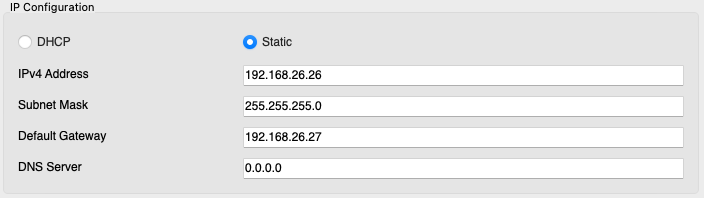 IP Configuration
DHCP Static
IPv4 Address 192.168.26.26
Subnet Mask 255.255.255.0
Default Gateway 192.168.26.27
DNS Server 0.0.0.0